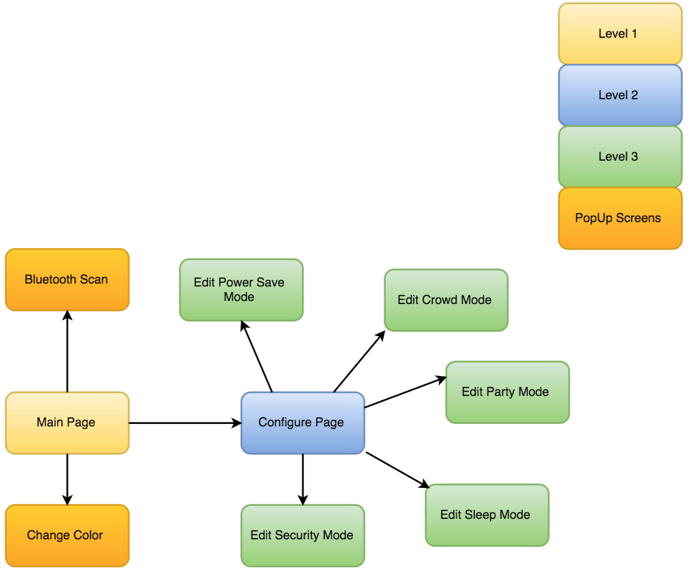 Level 1
Level 2
Level 3
PopUp Screens
Bluetooth Scan
Edit Power Save
Mode
Edit Crowd Mode
Edit Party Mode
Main Page
Configure Page
Edit Sleep Mode
Change Color
Edit Security Mode